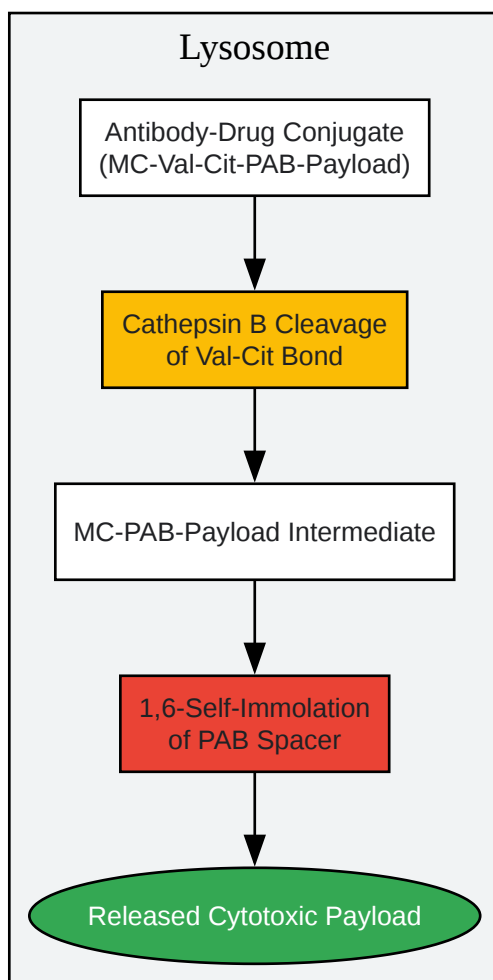 Lysosome
Antibody-Drug Conjugate
(MC-Val-Cit-PAB-Payload)
Cathepsin B Cleavage
of Val-Cit Bond
MC-PAB-Payload Intermediate
1,6-Self-Immolation
of PAB Spacer
Released Cytotoxic Payload